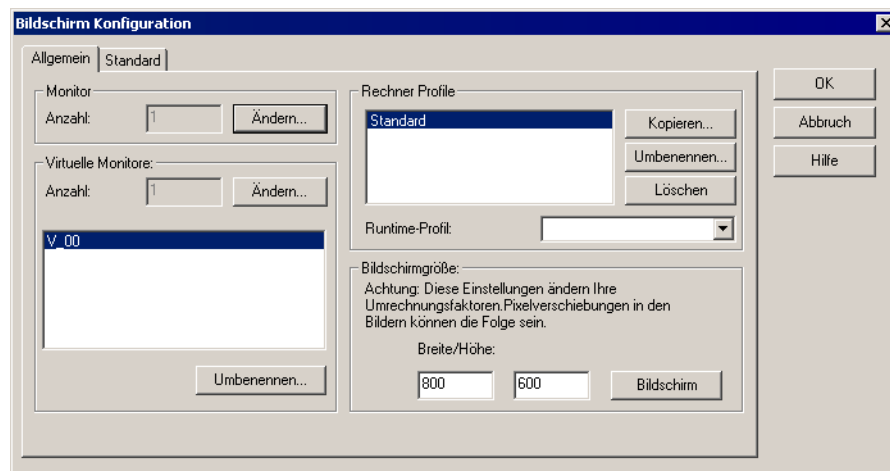 Bildschirm Konfiguration
Allgemein
Standard
Monitor
Anzahl:
1
Ändern...
Virtuelle Monitore:
Anzahl:
1
Ändern...
V_00
Umbenennen...
Rechner Profile
Standard
Kopieren...
Umbenennen...
Löschen
Runtime-Profil:
Bildschirmgröße:
Achtung: Diese Einstellungen ändern Ihre
Umrechnungsfaktoren.Pixelverschiebungen in den
Bildern können die Folge sein.
Breite/Höhe:
800
600
Bildschirm
OK
Abbruch
Hilfe